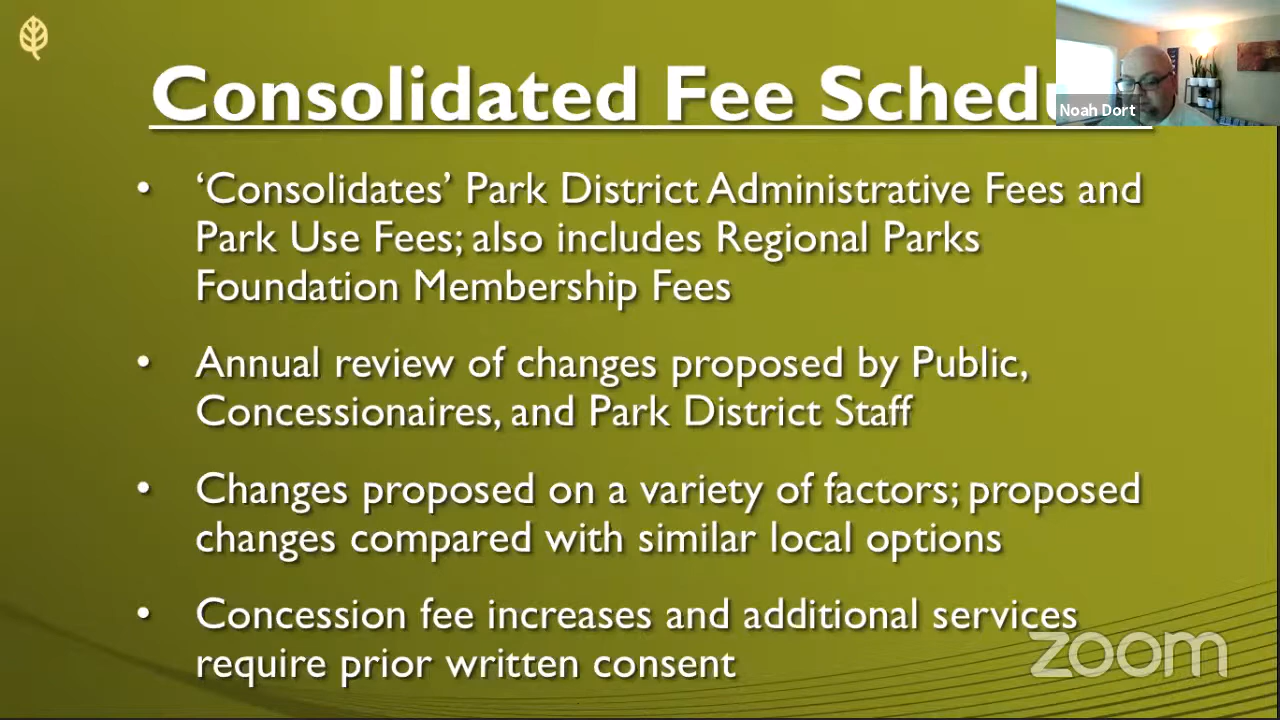 Consolidated Fee Schedu
Noah Dort
• ‘Consolidates’ Park District Administrative Fees and
Park Use Fees; also includes Regional Parks
Foundation Membership Fees
• Annual review of changes proposed by Public,
Concessionaires, and Park District Staff
• Changes proposed on a variety of factors; proposed
changes compared with similar local options
• Concession fee increases and additional services
require prior written consent
zoom